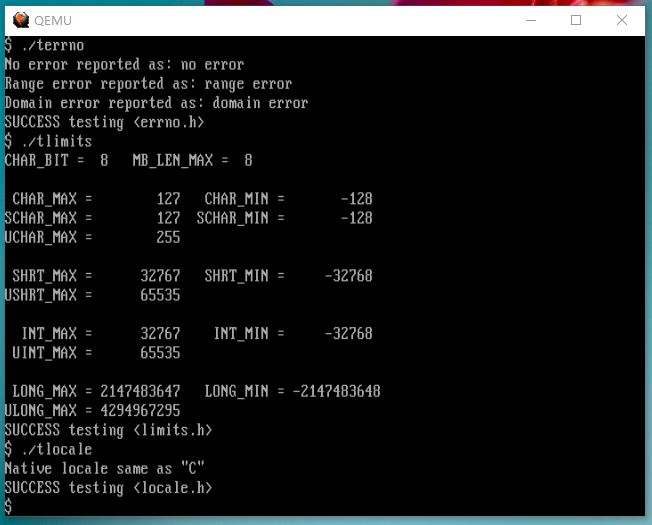 QEMU
$ ./terrno
No error reported as: no error
Range error reported as: range error
Domain error reported as: domain error
SUCCESS testing <errno.h>
$ ./tlimits
CHAR_BIT =  8   MB_LEN_MAX =  8
CHAR_MAX =        127   CHAR_MIN =       -128
SCHAR_MAX =        127  SCHAR_MIN =       -128
UCHAR_MAX =        255
SHRT_MAX =      32767   SHRT_MIN =     -32768
USHRT_MAX =      65535
INT_MAX =      32767    INT_MIN =     -32768
UINT_MAX =      65535
LONG_MAX = 2147483647   LONG_MIN = -2147483648
ULONG_MAX = 4294967295
SUCCESS testing <limits.h>
$ ./tlocale
Native locale same as "C"
SUCCESS testing <locale.h>
$